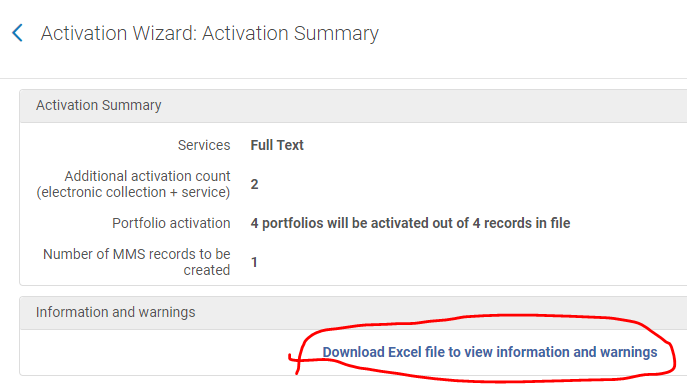 Activation Wizard: Activation Summary
Activation Summary
Services Full Text
Additional activation count
(electronic collection + service) 2
Portfolio activation 4 portfolios will be activated out of 4 records in file
Number of MMS records to be
created 1
Information and warnings
Download Excel file to view information and warnings